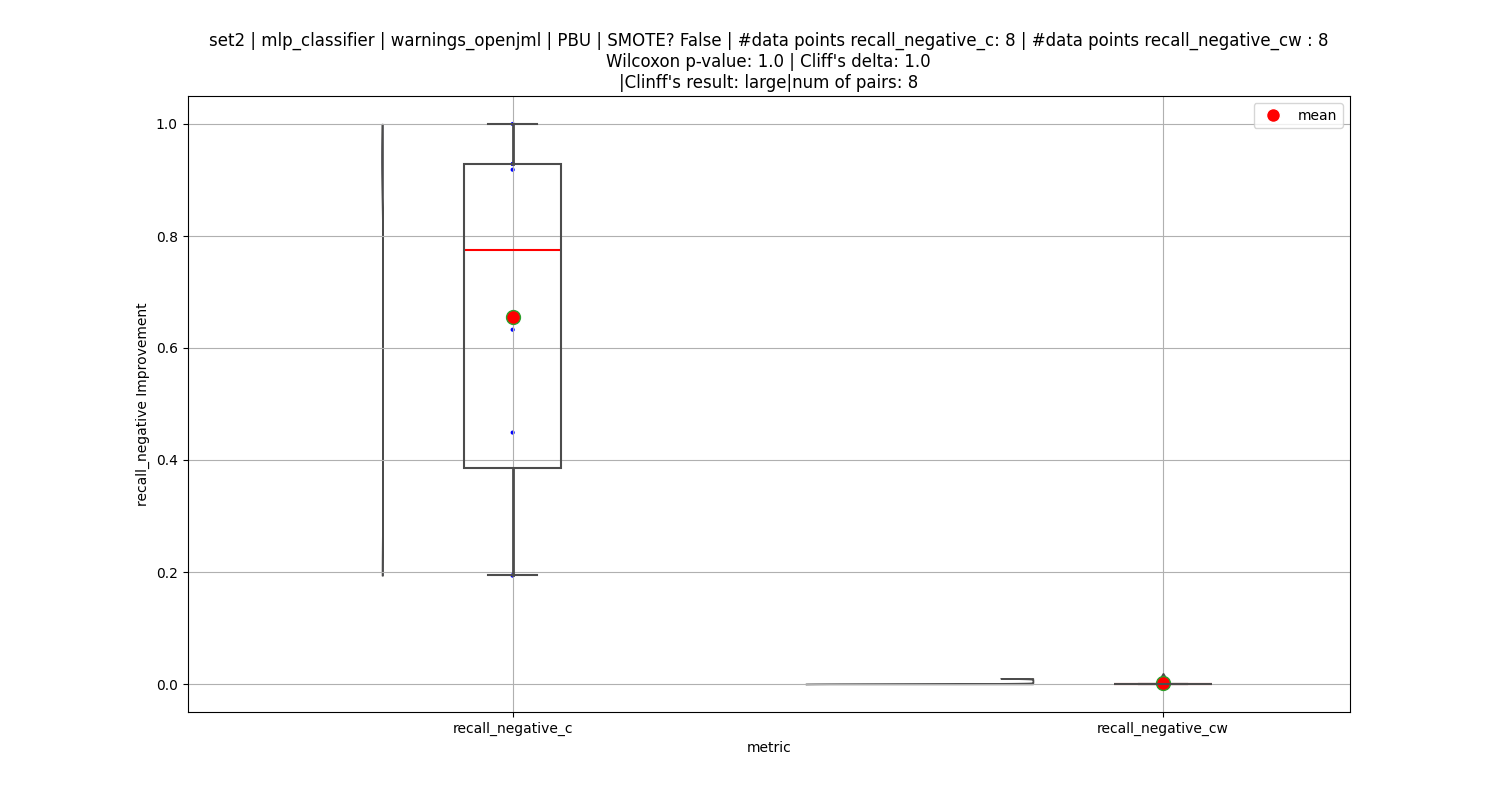 set2 | mlp_classifier | warnings_openjml | PBU | SMOTE? False | #data points recall_negative_c: 8 | #data points recall_negative_cw : 8
Wilcoxon p-value: 1.0 | Cliff's delta: 1.0
|Clinff's result: large|num of pairs: 8
mean
1.0
0.8
0.6
0.4
0.2
0.0
recall_negative Improvement
recall_negative_c
recall_negative_cw
metric